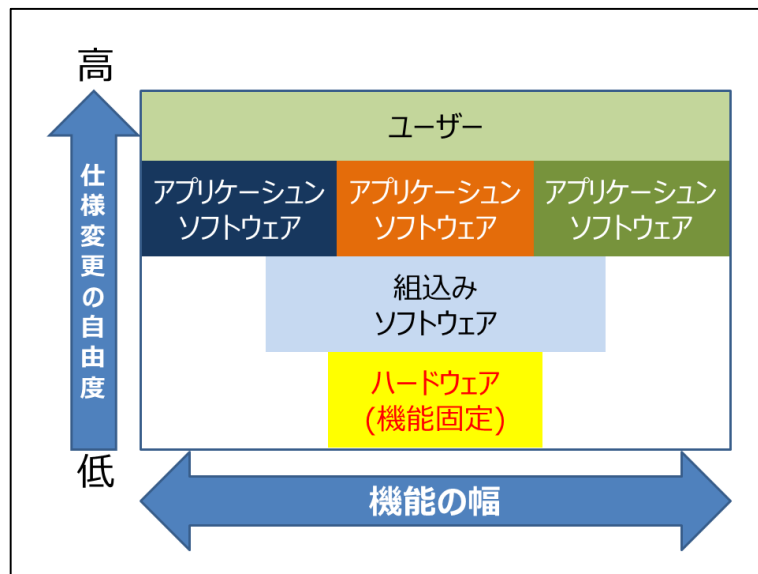 高
仕様変更の自由度
低
ユーザー
アプリケーション
ソフトウェア
アプリケーション
ソフトウェア
アプリケーション
ソフトウェア
組込み
ソフトウェア
ハードウェア
(機能固定)
機能の幅